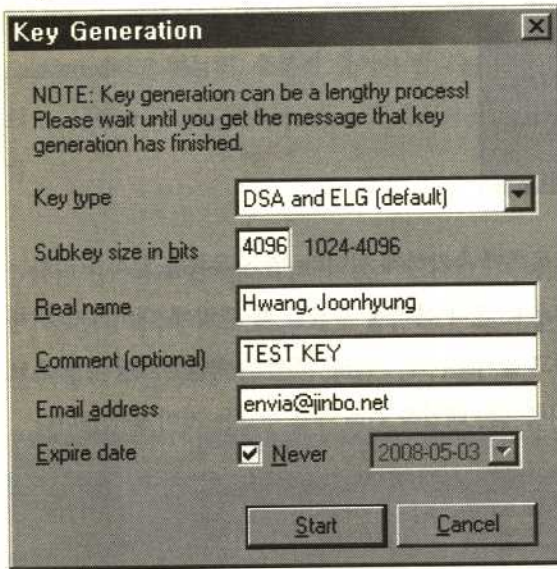 Key Generation
NOTE: Key generation can be a lengthy process!
Please wait until you get the message that key
generation has finished.
Key type DSA and ELG (default)
Subkey size in bits 4096 1024-4096
Real name Hwang, Joonhyung
Comment (optional) TEST KEY
Email address envia@jinbo.net
Expire date Never 2008-05-03
Start Cancel